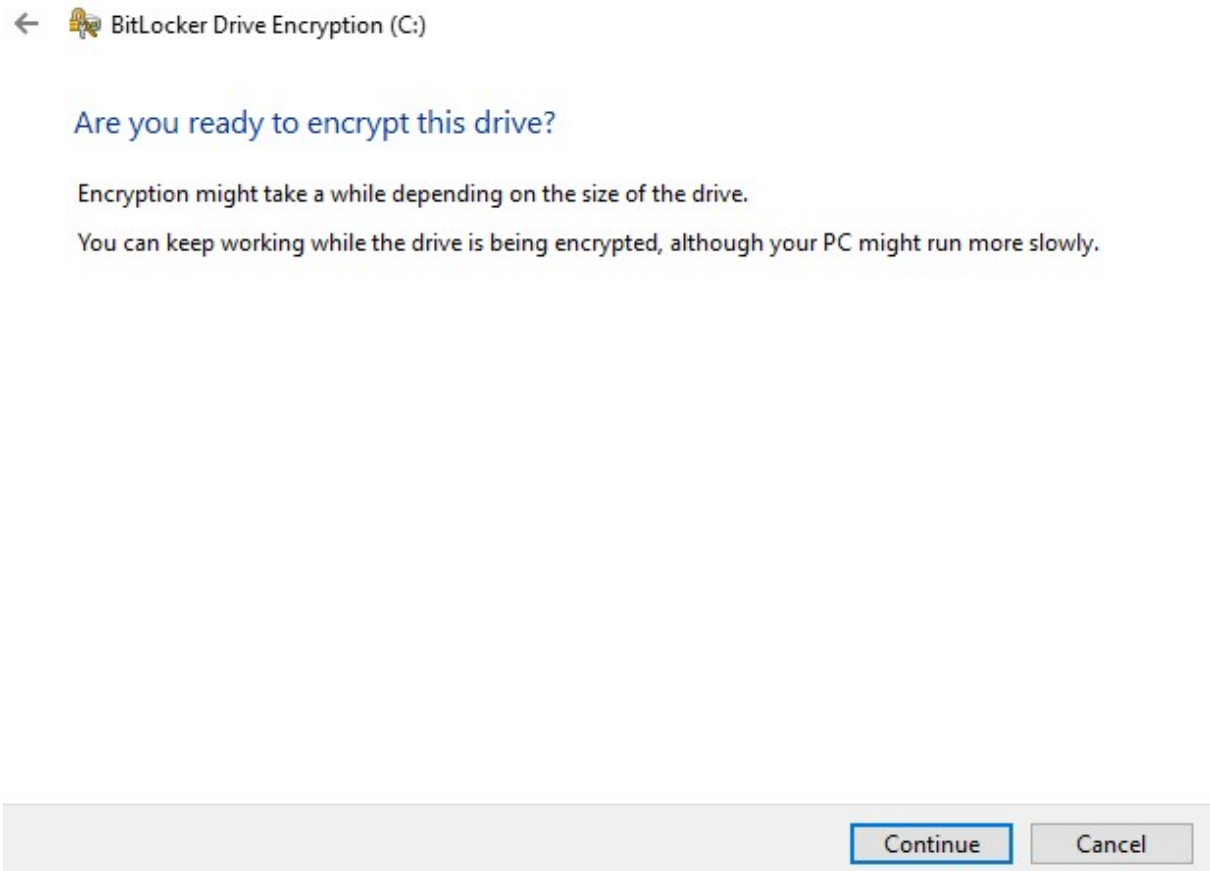 BitLocker Drive Encryption (C:)
Are you ready to encrypt this drive?
Encryption might take a while depending on the size of the drive.
You can keep working while the drive is being encrypted, although your PC might run more slowly.
Continue Cancel